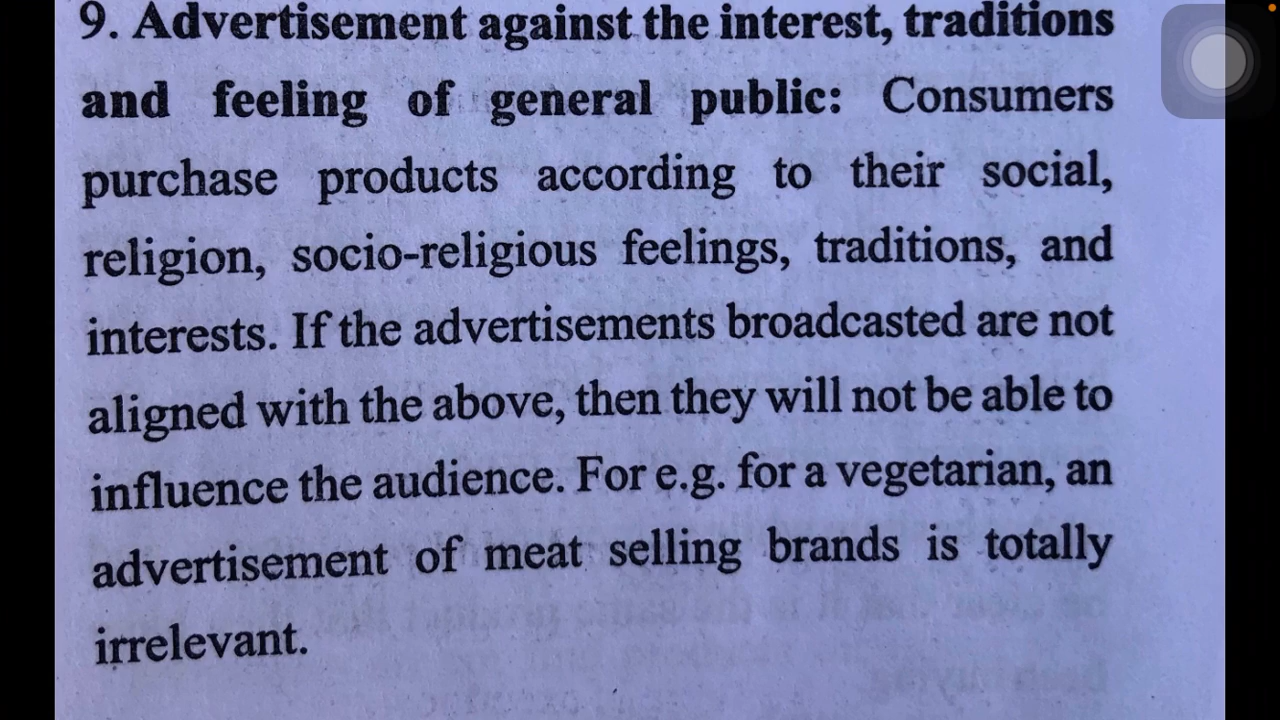 9. Advertisement against the interest, traditions
and feeling of general public: Consumers
purchase products according to their social,
religion, socio-religious feelings, traditions, and
interests. If the advertisements broadcasted are not
aligned with the above, then they will not be able to
influence the audience. For e.g. for a vegetarian, an
advertisement of meat selling brands is totally
irrelevant.